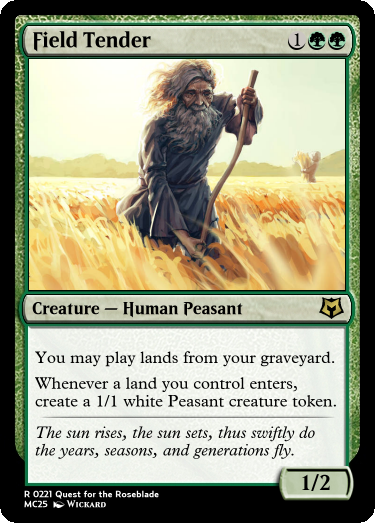 Field Tender 1
Creature — Human Peasant
You may play lands from your graveyard.
Whenever a land you control enters,
create a 1/1 white Peasant creature token.
The sun rises, the sun sets, thus swiftly do
the years, seasons, and generations fly.
1/2
R 0221 Quest for the Roseblade
MC25 Wickard